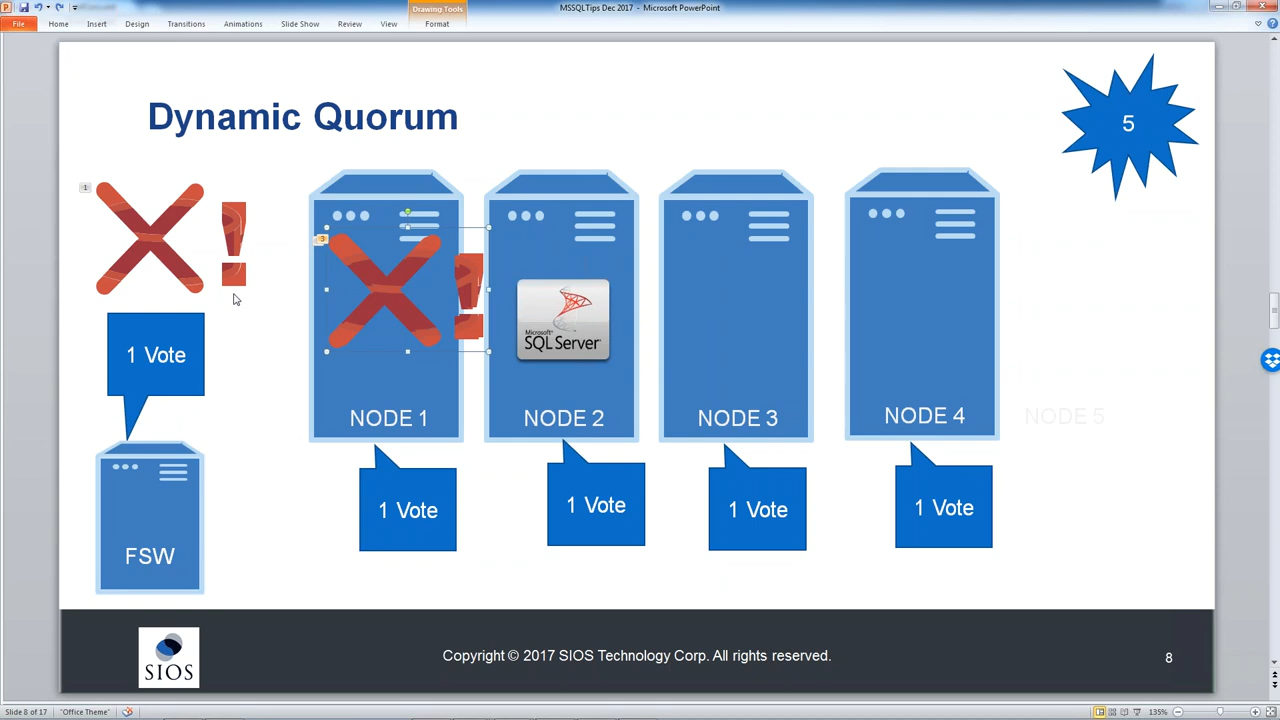 Drawing Tools
MSSQLTips Dec 2017 - Microsoft PowerPoint
File Home Insert Design Transitions Animations Slide Show Review View Format
Dynamic Quorum
5
1
3
Microsoft®
SQL Server®
1 Vote
NODE 1
NODE 2
NODE 3
NODE 4
NODE 5
1 Vote
1 Vote
1 Vote
1 Vote
FSW
SIOS
Copyright © 2017 SIOS Technology Corp. All rights reserved.
8
Slide 8 of 17
"Office Theme"
135%